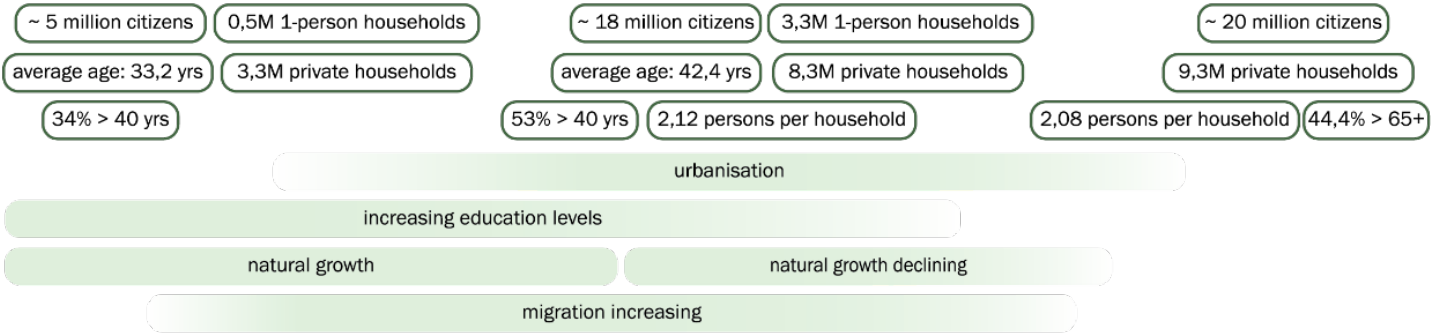 ~ 5 million citizens 0,5M 1-person households ~ 18 million citizens 3,3M 1-person households ~ 20 million citizens
average age: 33,2 yrs 3,3M private households average age: 42,4 yrs 8,3M private households 9,3M private households
34% > 40 yrs 53% > 40 yrs 2,12 persons per household 2,08 persons per household 44,4% > 65+
urbanisation
increasing education levels
natural growth natural growth declining
migration increasing